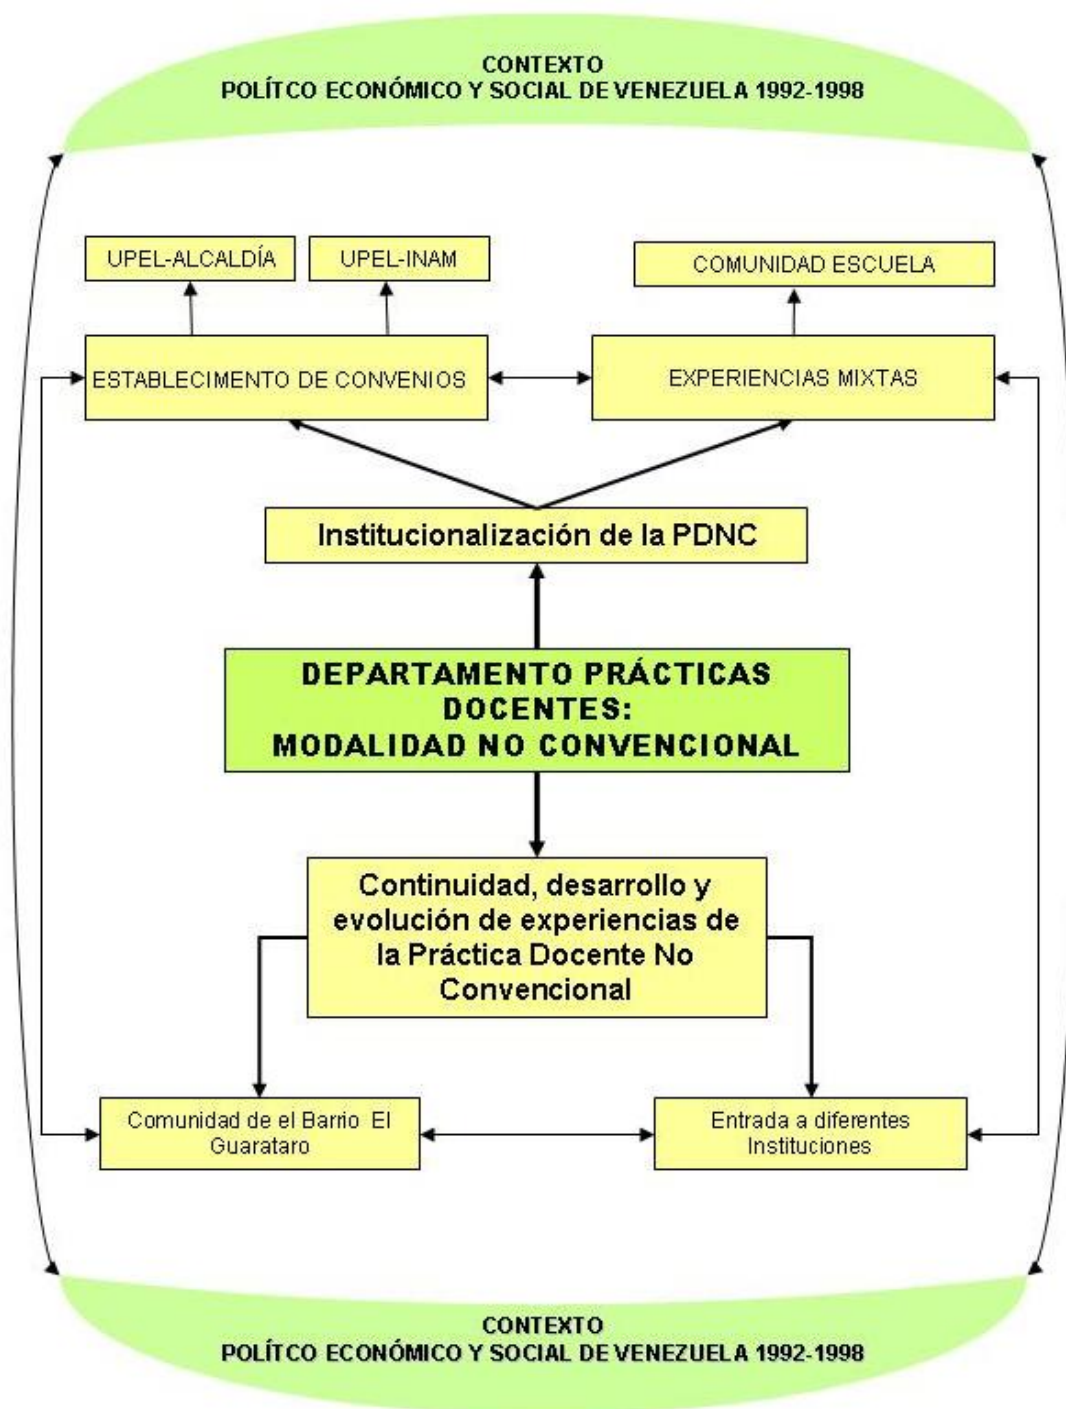 CONTEXTO
POLÍTCO ECONÓMICO Y SOCIAL DE VENEZUELA 1992-1998
UPEL-ALCALDÍA
UPEL-INAM
COMUNIDAD ESCUELA
ESTABLECIMENTO DE CONVENIOS
EXPERIENCIAS MIXTAS
Institucionalización de la PDNC
DEPARTAMENTO PRÁCTICAS
DOCENTES:
MODALIDAD NO CONVENCIONAL
Continuidad, desarrollo y
evolución de experiencias de
la Práctica Docente No
Convencional
Comunidad de el Barrio El
Guarataro
Entrada a diferentes
Instituciones
CONTEXTO
POLÍTCO ECONÓMICO Y SOCIAL DE VENEZUELA 1992-1998